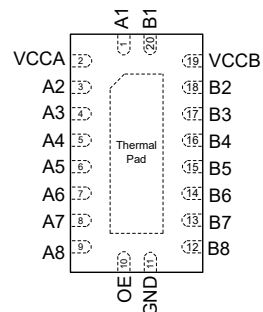 A1 B1
1 20
VCCA 2 19 VCCB
A2 3 18 B2
A3 4 17 B3
A4 5 16 B4
A5 6 15 B5
A6 7 14 B6
A7 8 13 B7
A8 9 12 B8
Thermal
Pad
10 11
OE GND